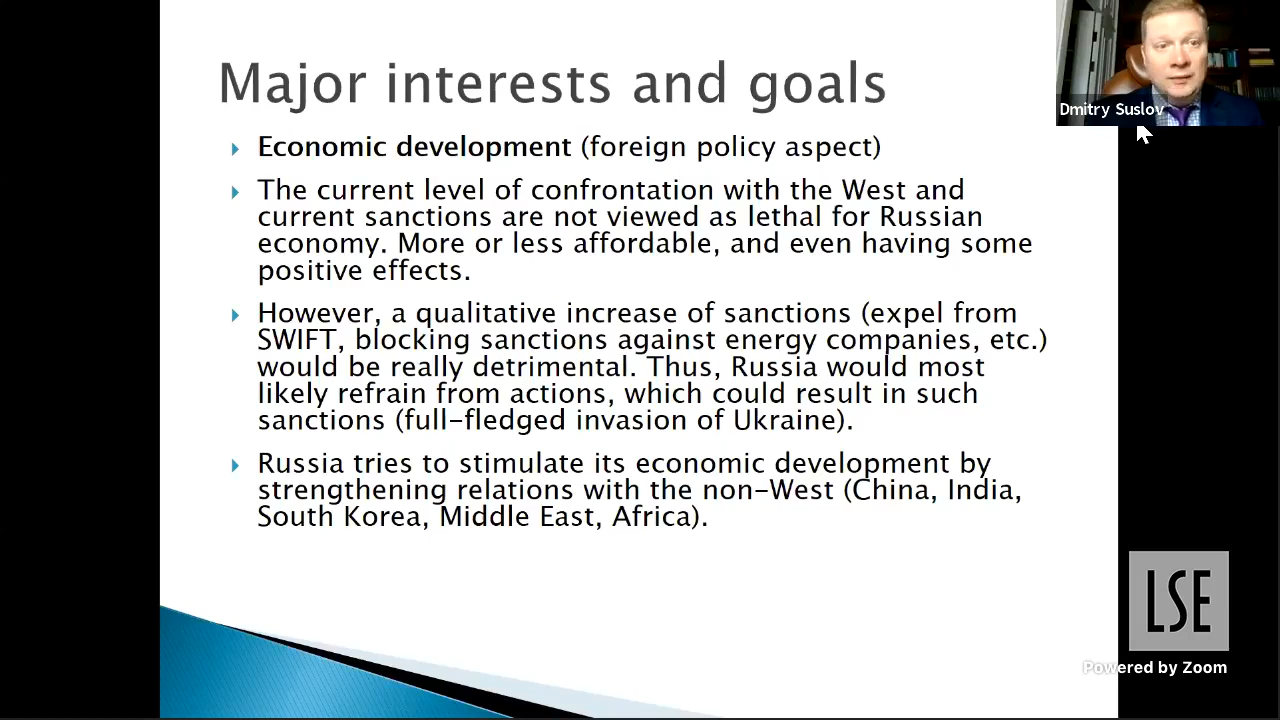 Major interests and goals
Dmitry Suslov
Economic development (foreign policy aspect)
The current level of confrontation with the West and
current sanctions are not viewed as lethal for Russian
economy. More or less affordable, and even having some
positive effects.
However, a qualitative increase of sanctions (expel from
SWIFT, blocking sanctions against energy companies, etc.)
would be really detrimental. Thus, Russia would most
likely refrain from actions, which could result in such
sanctions (full-fledged invasion of Ukraine).
Russia tries to stimulate its economic development by
strengthening relations with the non-West (China, India,
South Korea, Middle East, Africa).
LSE
Powered by Zoom